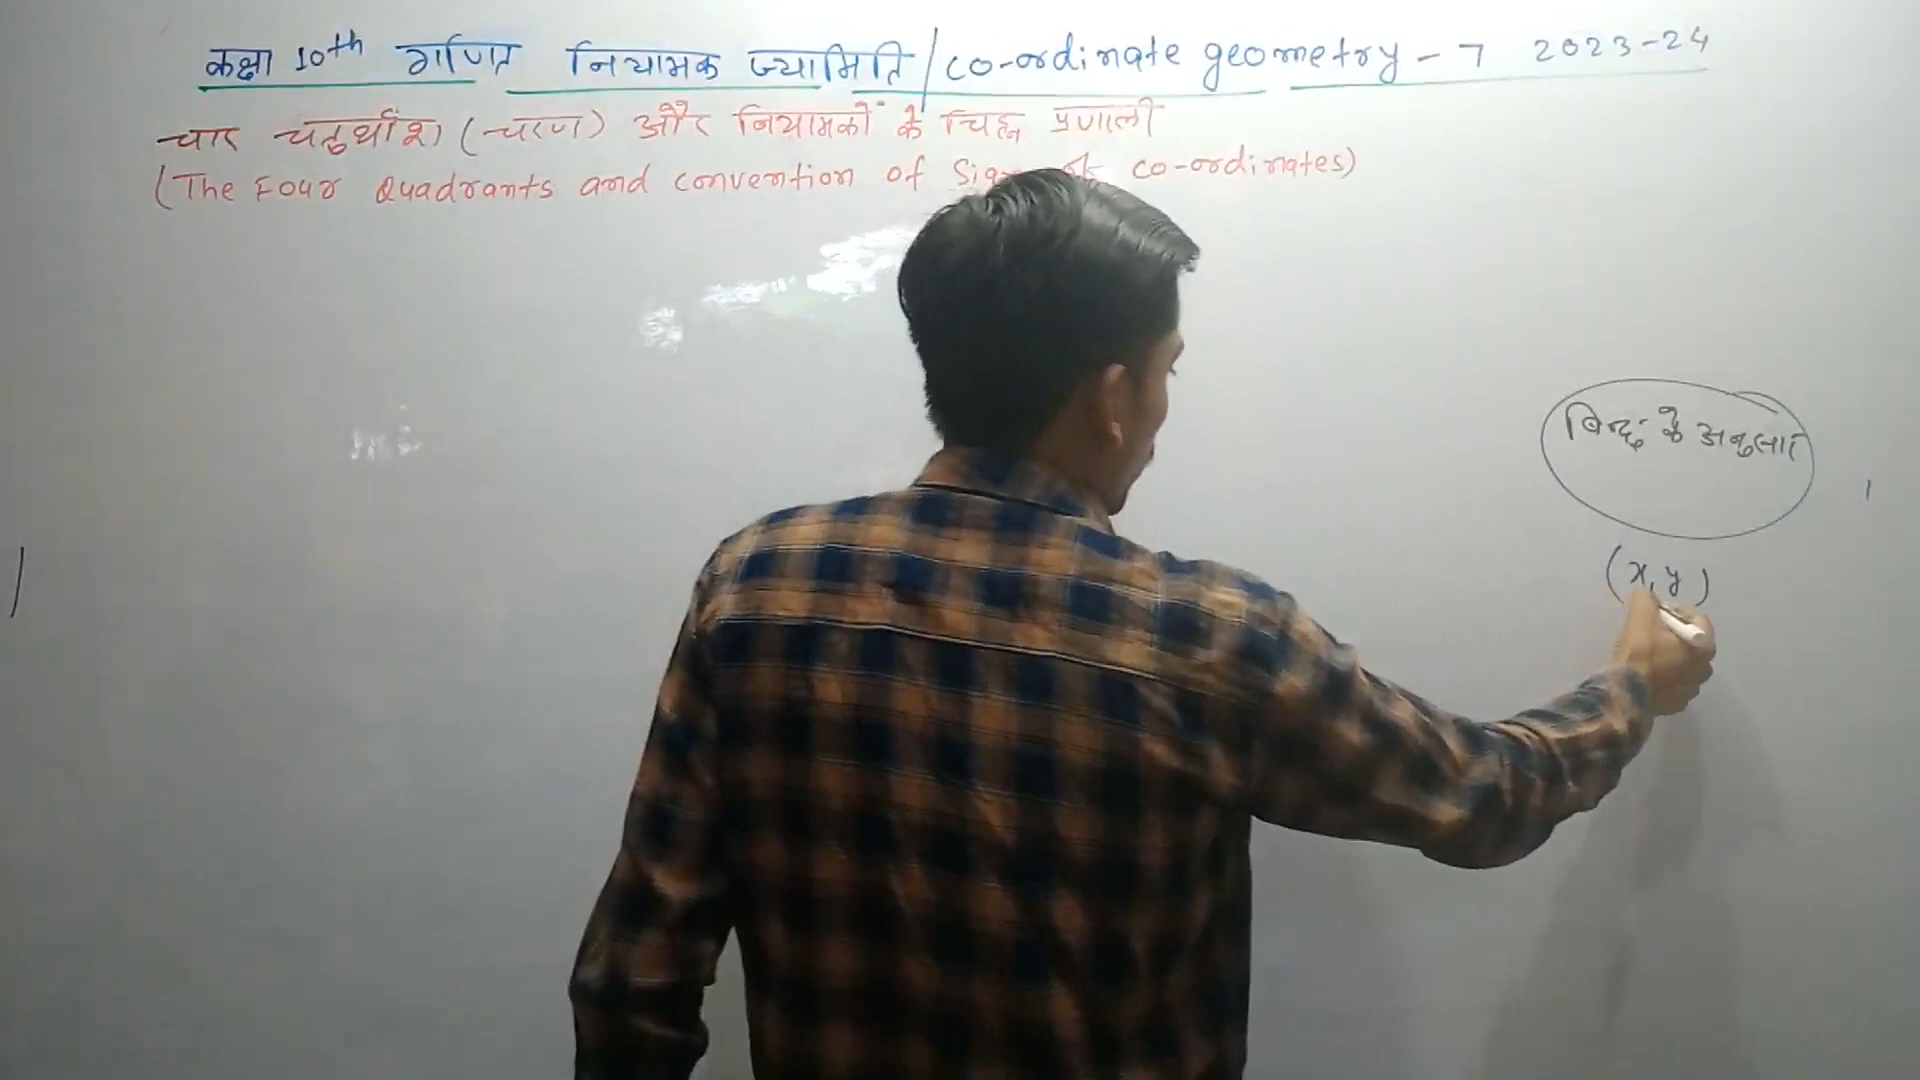 कक्षा 10th गणित नियामक ज्यामिति / co-ordinate geometry - 7 2023-24
चार चतुर्थांश (चरण) और नियामकों के चिह्न प्रणाली
(The Four Quadrants and convention of co-ordinates)
बिन्दु के अनुसार
(x, y)